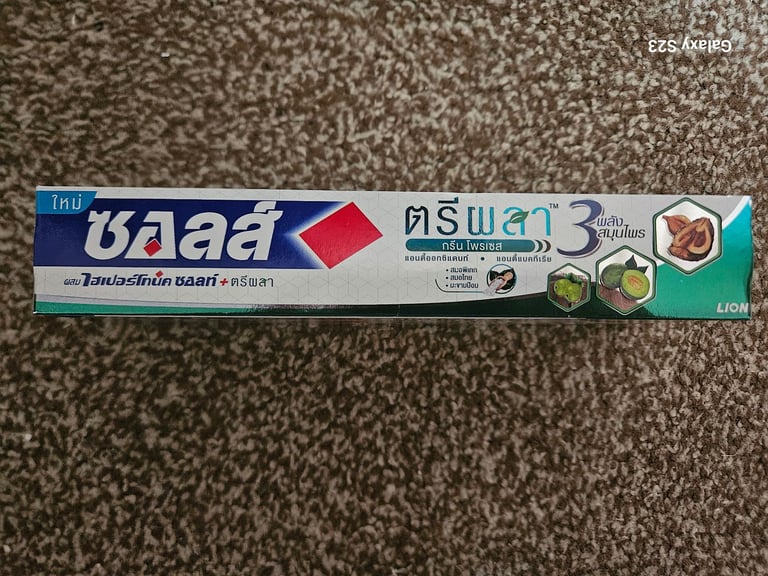 Galaxy S23
ใหม่
ซอลส์
ผสม ไฮเปอร์โทนิค ซอลท์ + ตรีผลา
ตรีผลา™
กรีน โพรเซส
แอนตี้ออกซิแดนท์ • แอนตี้แบคทีเรีย
• สมอพิเภก
• สมอไทย
• มะขามป้อม
3 พลัง
สมุนไพร
LION